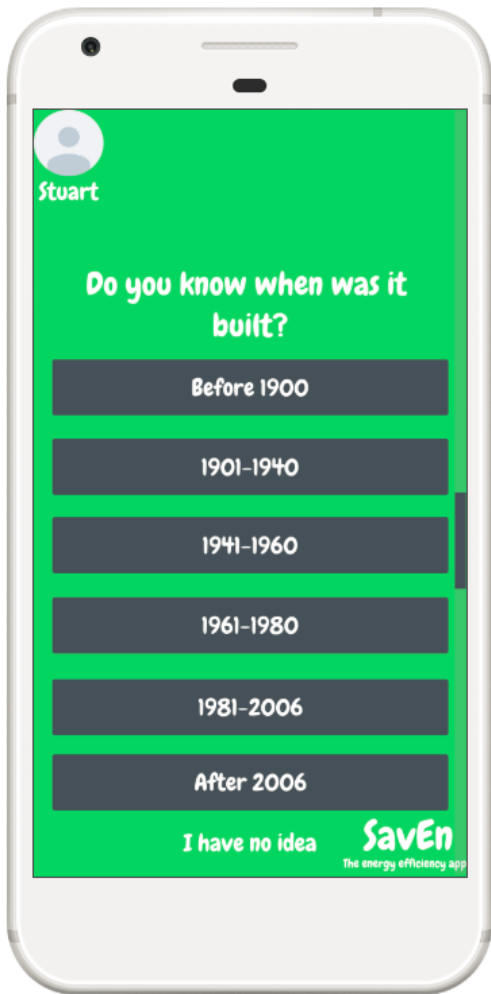 Stuart
Do you know when was it
built?
Before 1900
1901-1940
1941-1960
1961-1980
1981-2006
After 2006
I have no idea
SavEn
The energy efficiency app